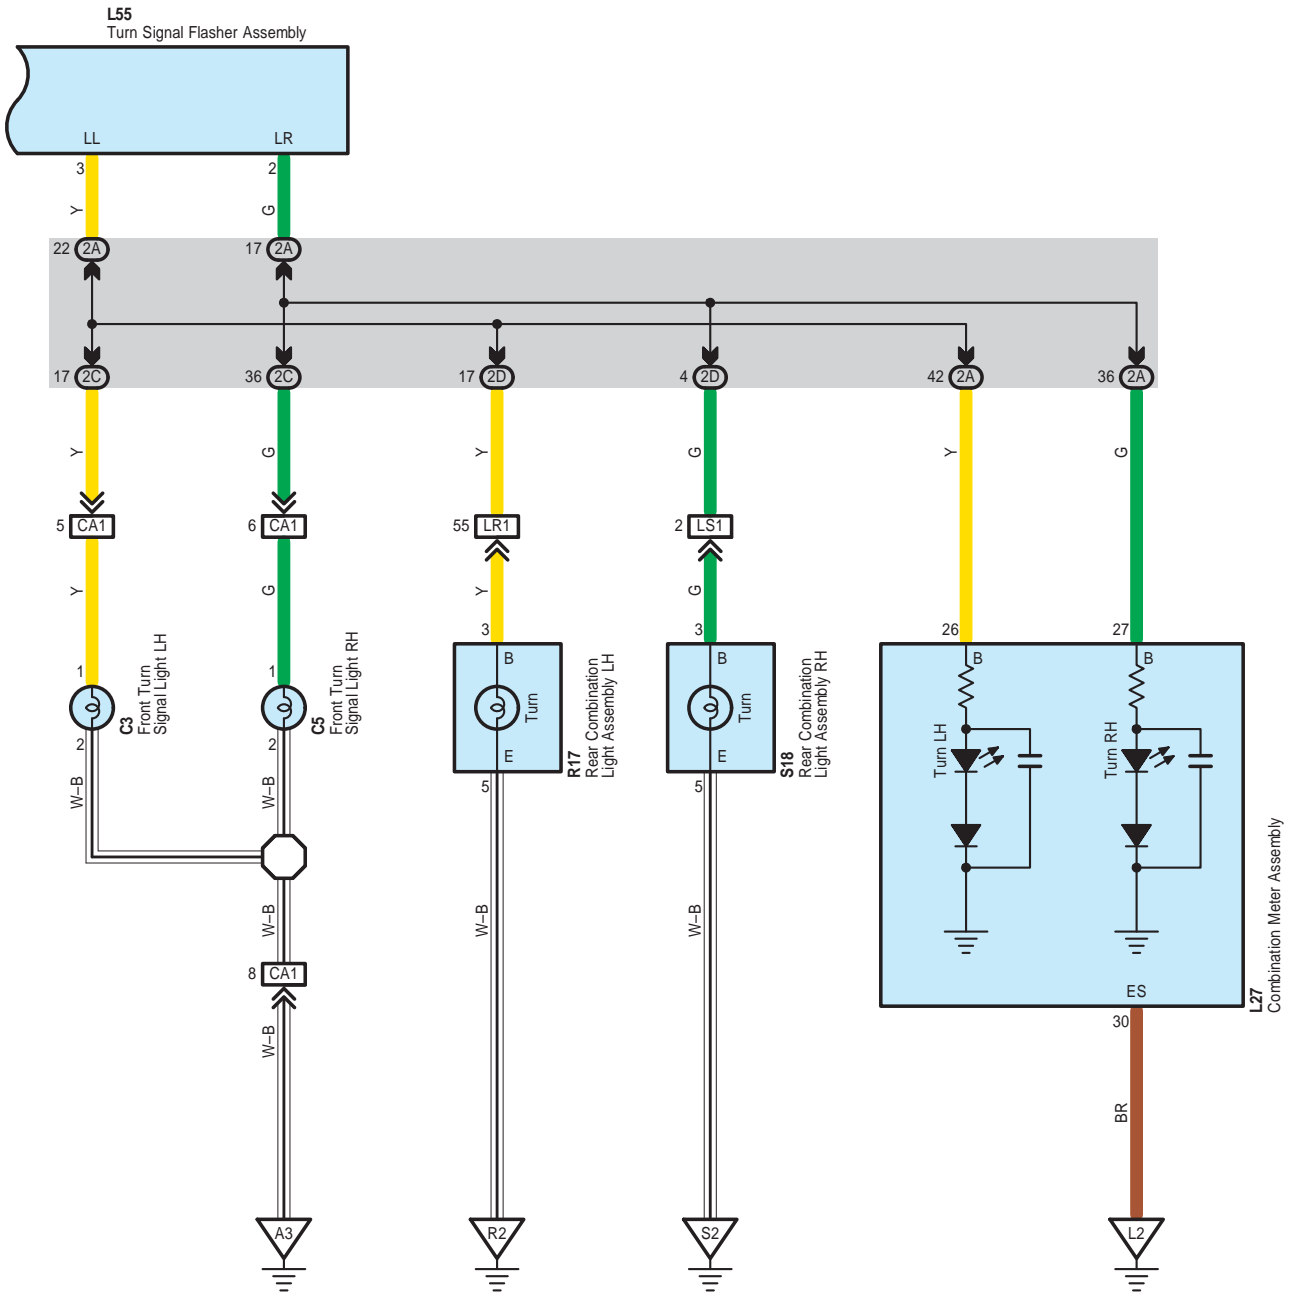 L55
Turn Signal Flasher Assembly
LL LR
3 2
Y G
22 2A 17 2A
17 2C 36 2C 17 2D 4 2D 42 2A 36 2A
Y G Y G Y G
5 CA1 6 CA1 55 LR1 2 LS1
Y G Y G
1 1 3 3 26 27
C3
Front Turn
Signal Light LH
C5
Front Turn
Signal Light RH
B
Turn
E
R17
Rear Combination
Light Assembly LH
B
Turn
E
S18
Rear Combination
Light Assembly RH
B B
Turn LH Turn RH
2 2 5 5
W–B W–B
W–B W–B W–B
8 CA1
W–B
ES
L27
Combination Meter Assembly
30
BR
A3 R2 S2 L2